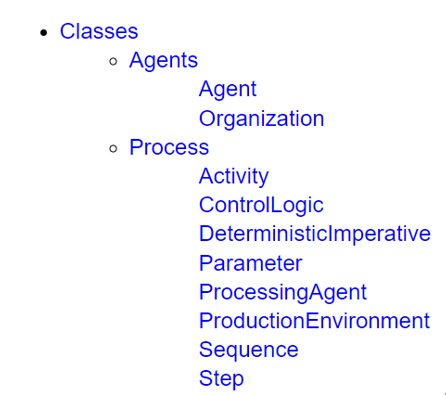 Classes
Agents
Agent
Organization
Process
Activity
ControlLogic
DeterministicImperative
Parameter
ProcessingAgent
ProductionEnvironment
Sequence
Step